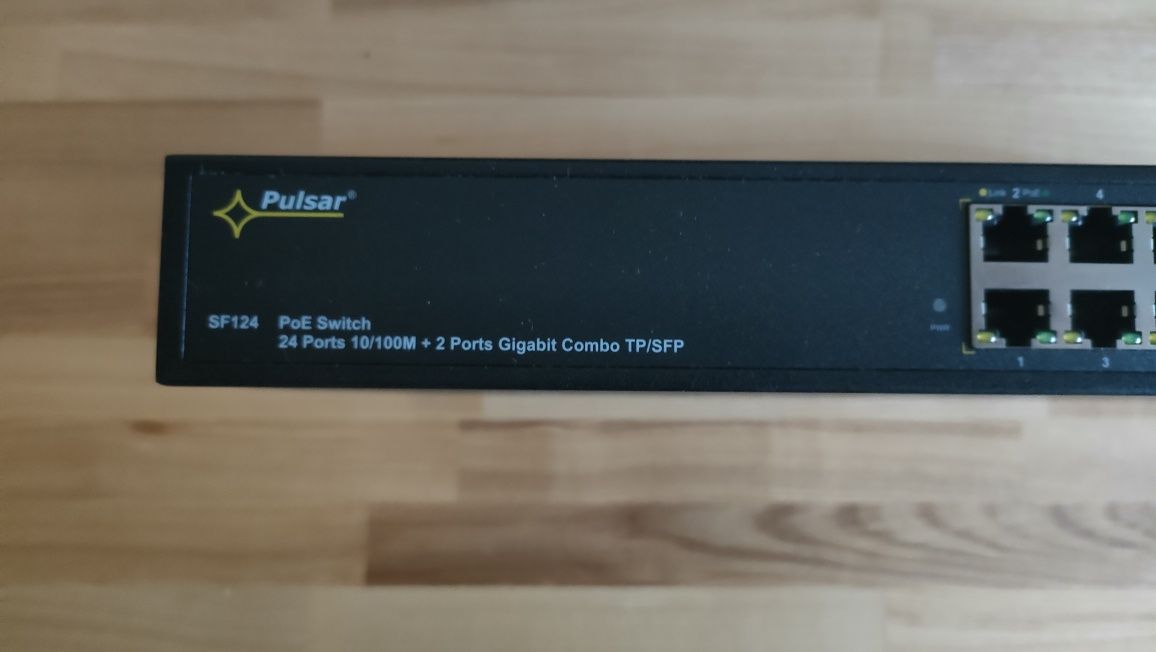 Pulsar®
Link 2 PoE 4
SF124 PoE Switch
24 Ports 10/100M + 2 Ports Gigabit Combo TP/SFP
PWR
1 3